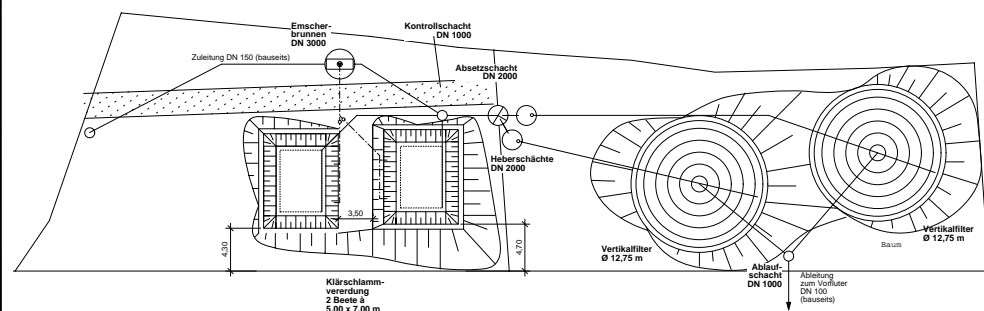 Emscher-
brunnen
DN 3000
Kontrollschacht
DN 1000
Zuleitung DN 150 (bauseits)
Absetzschacht
DN 2000
Heberschächte
DN 2000
3,50
4,30
4,70
Klärschlamm-
vererdung
2 Beete à
5,00 x 7,00 m
Vertikalfilter
Ø 12,75 m
Baum
Vertikalfilter
Ø 12,75 m
Ablauf-
schacht
DN 1000
Ableitung
zum Vorfluter
DN 100
(bauseits)